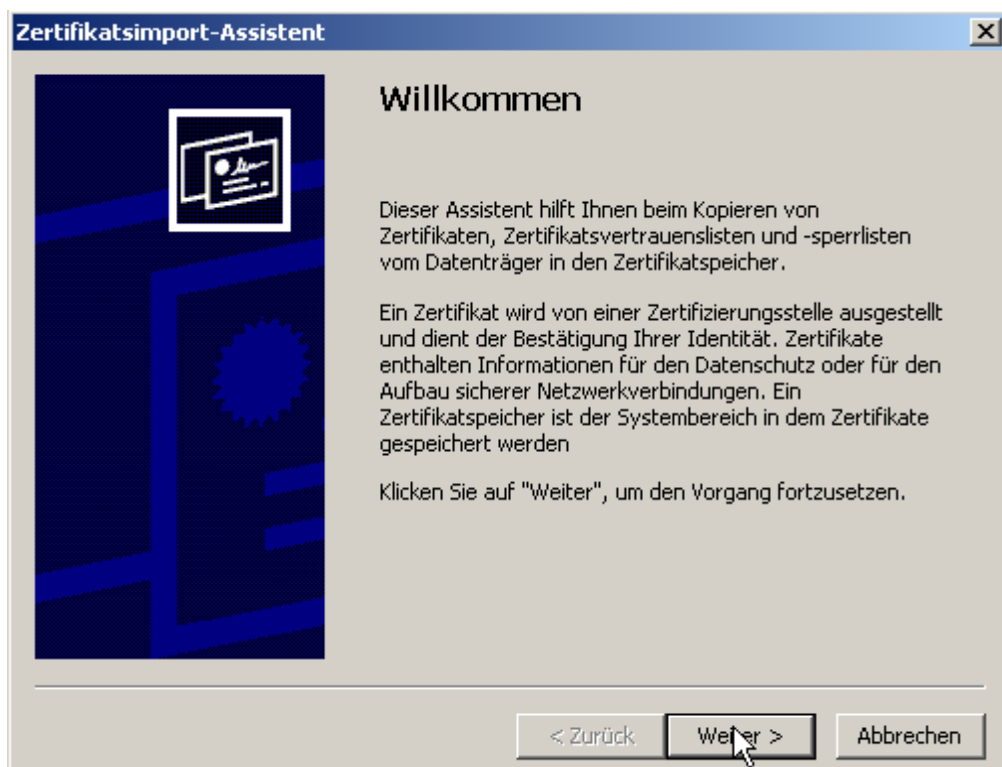 Zertifikatsimport-Assistent
Willkommen
Dieser Assistent hilft Ihnen beim Kopieren von
Zertifikaten, Zertifikatsvertrauenslisten und -sperrlisten
vom Datenträger in den Zertifikatspeicher.
Ein Zertifikat wird von einer Zertifizierungsstelle ausgestellt
und dient der Bestätigung Ihrer Identität. Zertifikate
enthalten Informationen für den Datenschutz oder für den
Aufbau sicherer Netzwerkverbindungen. Ein
Zertifikatspeicher ist der Systembereich in dem Zertifikate
gespeichert werden
Klicken Sie auf "Weiter", um den Vorgang fortzusetzen.
< Zurück Weiter > Abbrechen